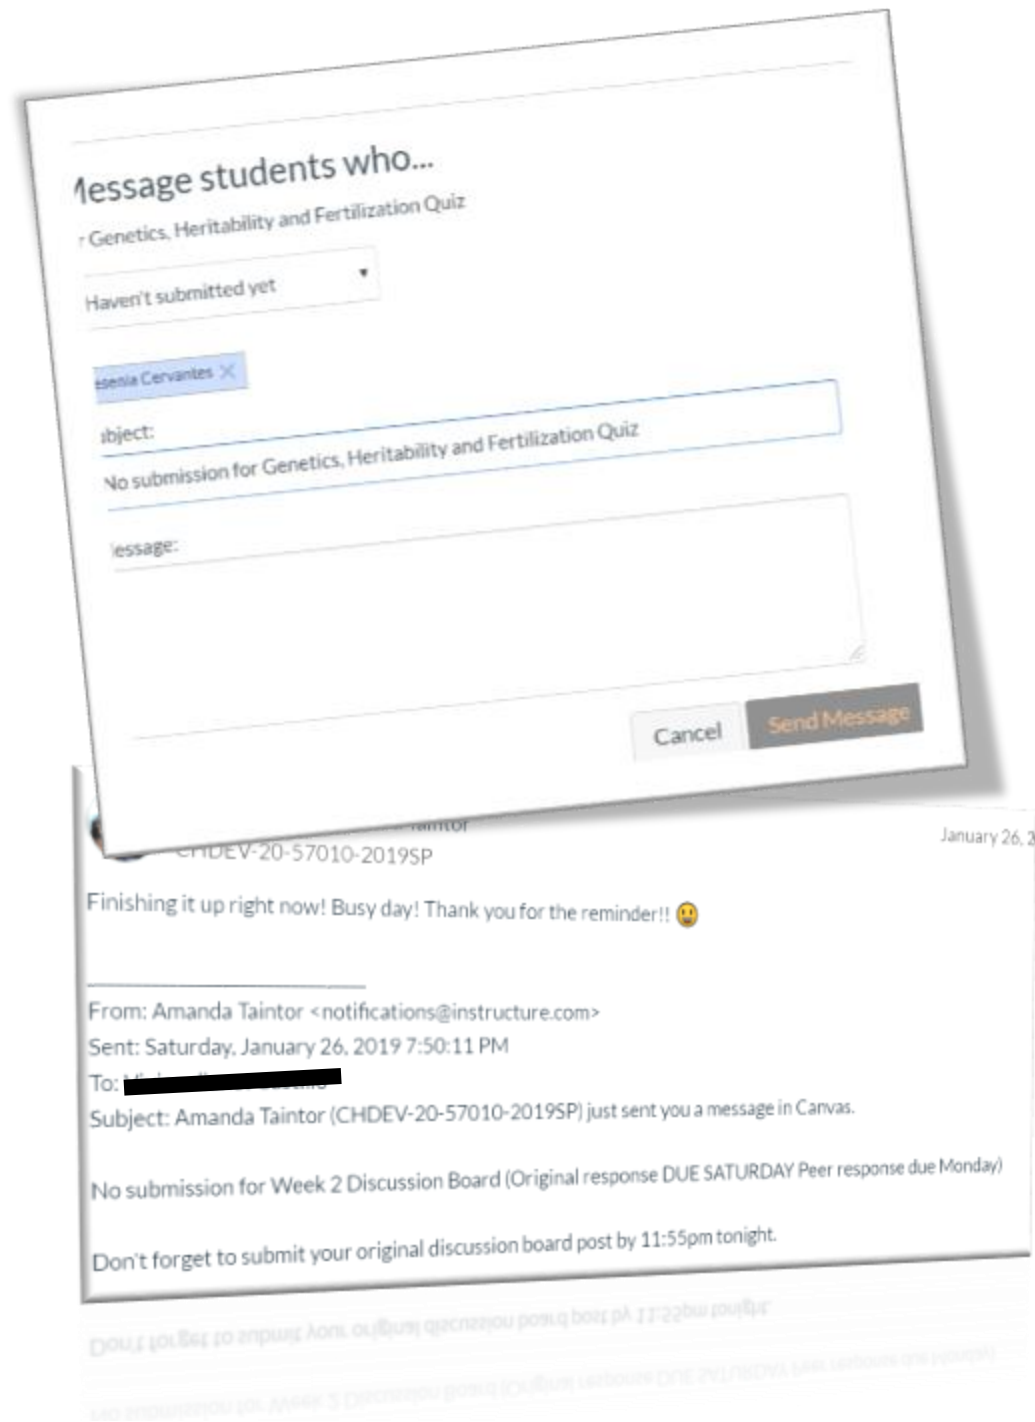 Message students who...
r Genetics, Heritability and Fertilization Quiz
Haven't submitted yet
esenia Cervantes ×
bject:
No submission for Genetics, Heritability and Fertilization Quiz
essage:
Cancel
Send Message
Taintor
CHDEV-20-57010-2019SP
January 26, 2
Finishing it up right now! Busy day! Thank you for the reminder!! 😀
From: Amanda Taintor <notifications@instructure.com>
Sent: Saturday, January 26, 2019 7:50:11 PM
To:
Subject: Amanda Taintor (CHDEV-20-57010-2019SP) just sent you a message in Canvas.
No submission for Week 2 Discussion Board (Original response DUE SATURDAY Peer response due Monday)
Don't forget to submit your original discussion board post by 11:55pm tonight.